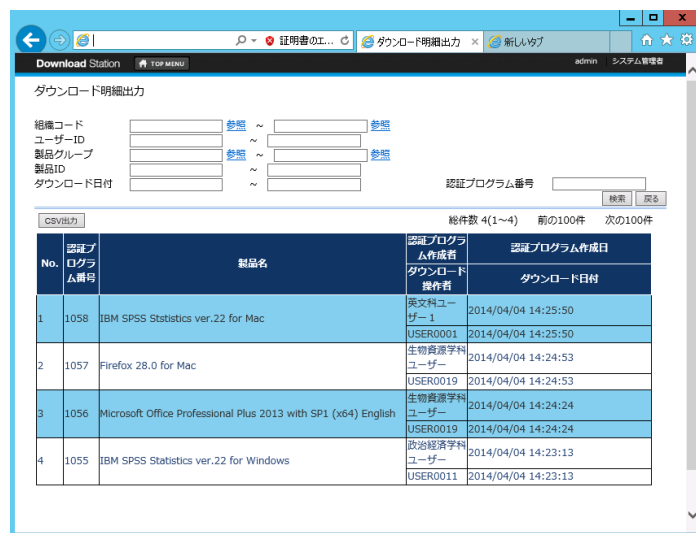 証明書のエ... ダウンロード明細出力 新しいタブ
Download Station TOP MENU admin システム管理者
ダウンロード明細出力
組織コード 参照 ~ 参照
ユーザーID ~
製品グループ 参照 ~ 参照
製品ID ~
ダウンロード日付 ~ 認証プログラム番号
検索 戻る
CSV出力 総件数 4(1~4) 前の100件 次の100件
No. 認証プログラム番号 製品名 認証プログラム作成者 認証プログラム作成日
ダウンロード操作者 ダウンロード日付
1 1058 IBM SPSS Ststistics ver.22 for Mac 英文科ユーザー1 2014/04/04 14:25:50
USER0001 2014/04/04 14:25:50
2 1057 Firefox 28.0 for Mac 生物資源学科ユーザー 2014/04/04 14:24:53
USER0019 2014/04/04 14:24:53
3 1056 Microsoft Office Professional Plus 2013 with SP1 (x64) English 生物資源学科ユーザー 2014/04/04 14:24:24
USER0019 2014/04/04 14:24:24
4 1055 IBM SPSS Statistics ver.22 for Windows 政治経済学科ユーザー 2014/04/04 14:23:13
USER0011 2014/04/04 14:23:13